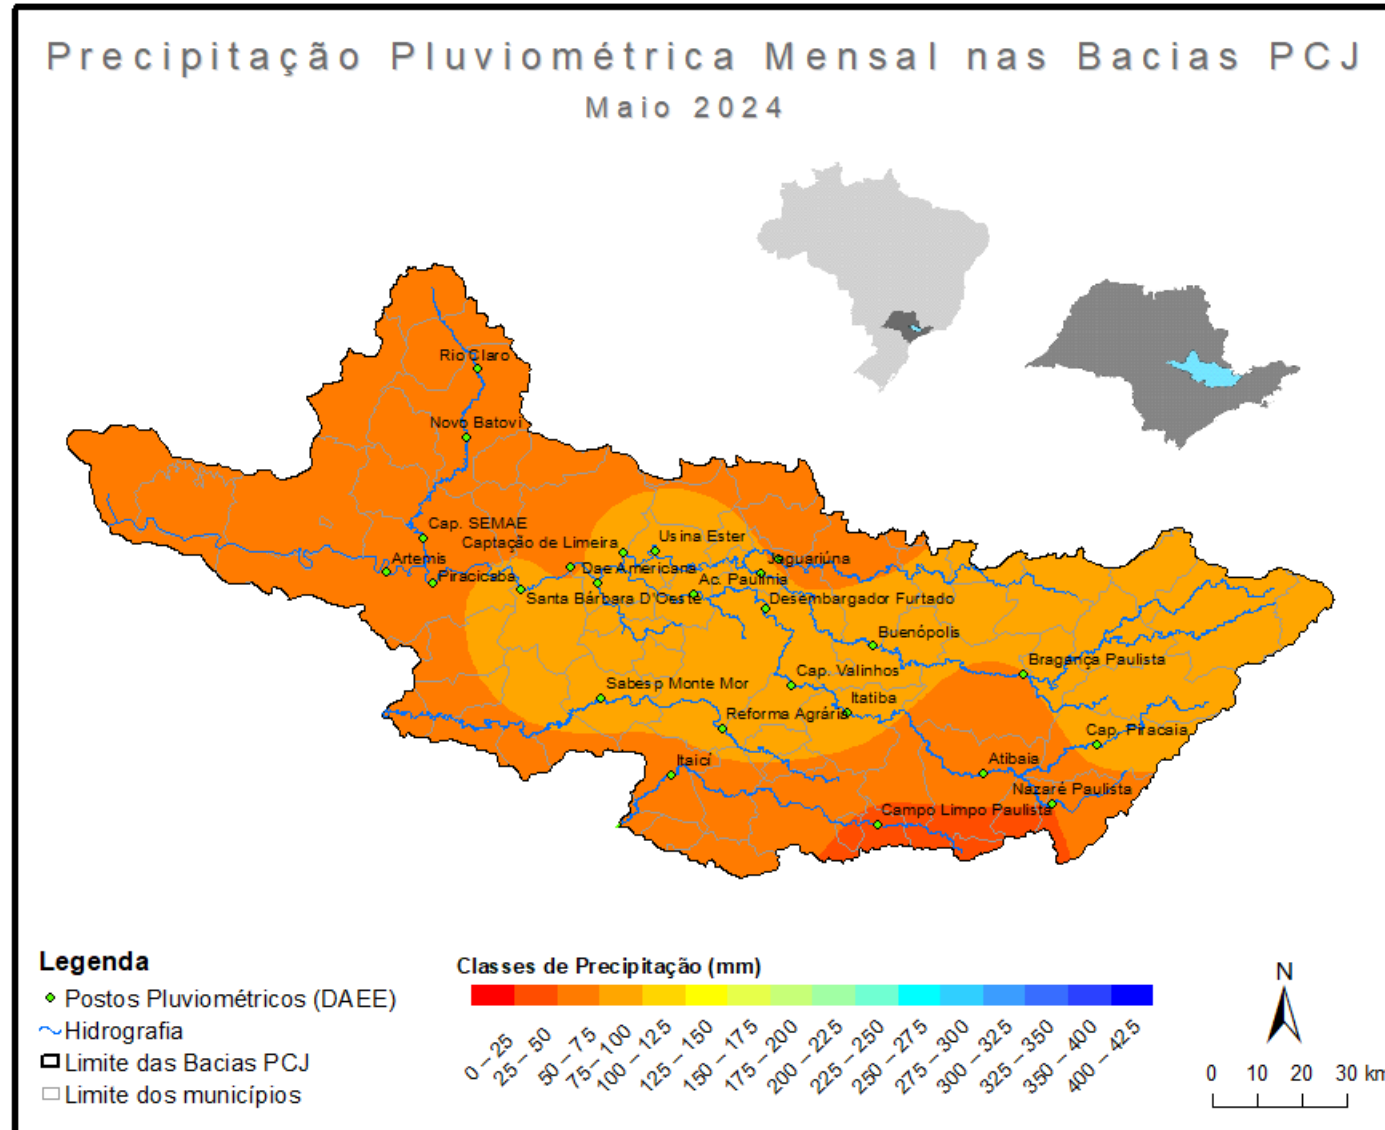 Precipitação Pluviométrica Mensal nas Bacias PCJ
Maio 2024
Rio Claro
Novo Batovi
Cap. SEMAE
Captação de Limeira
Usina Ester
Artemis
Piracicaba
Dae Americana
Jaguariúna
Ac. Paulínia
Santa Bárbara D'Oeste
Desembargador Furtado
Buenópolis
Bragança Paulista
Cap. Valinhos
Sabesp Monte Mor
Itatiba
Reforma Agrária
Cap. Piracaia
Itaici
Atibaia
Nazaré Paulista
Campo Limpo Paulista
Legenda
Postos Pluviométricos (DAEE)
Hidrografia
Limite das Bacias PCJ
Limite dos municípios
Classes de Precipitação (mm)
0 – 25
25 – 50
50 – 75
75 – 100
100 – 125
125 – 150
150 – 175
175 – 200
200 – 225
225 – 250
250 – 275
275 – 300
300 – 325
325 – 350
350 – 400
400 – 425
N
0 10 20 30 km